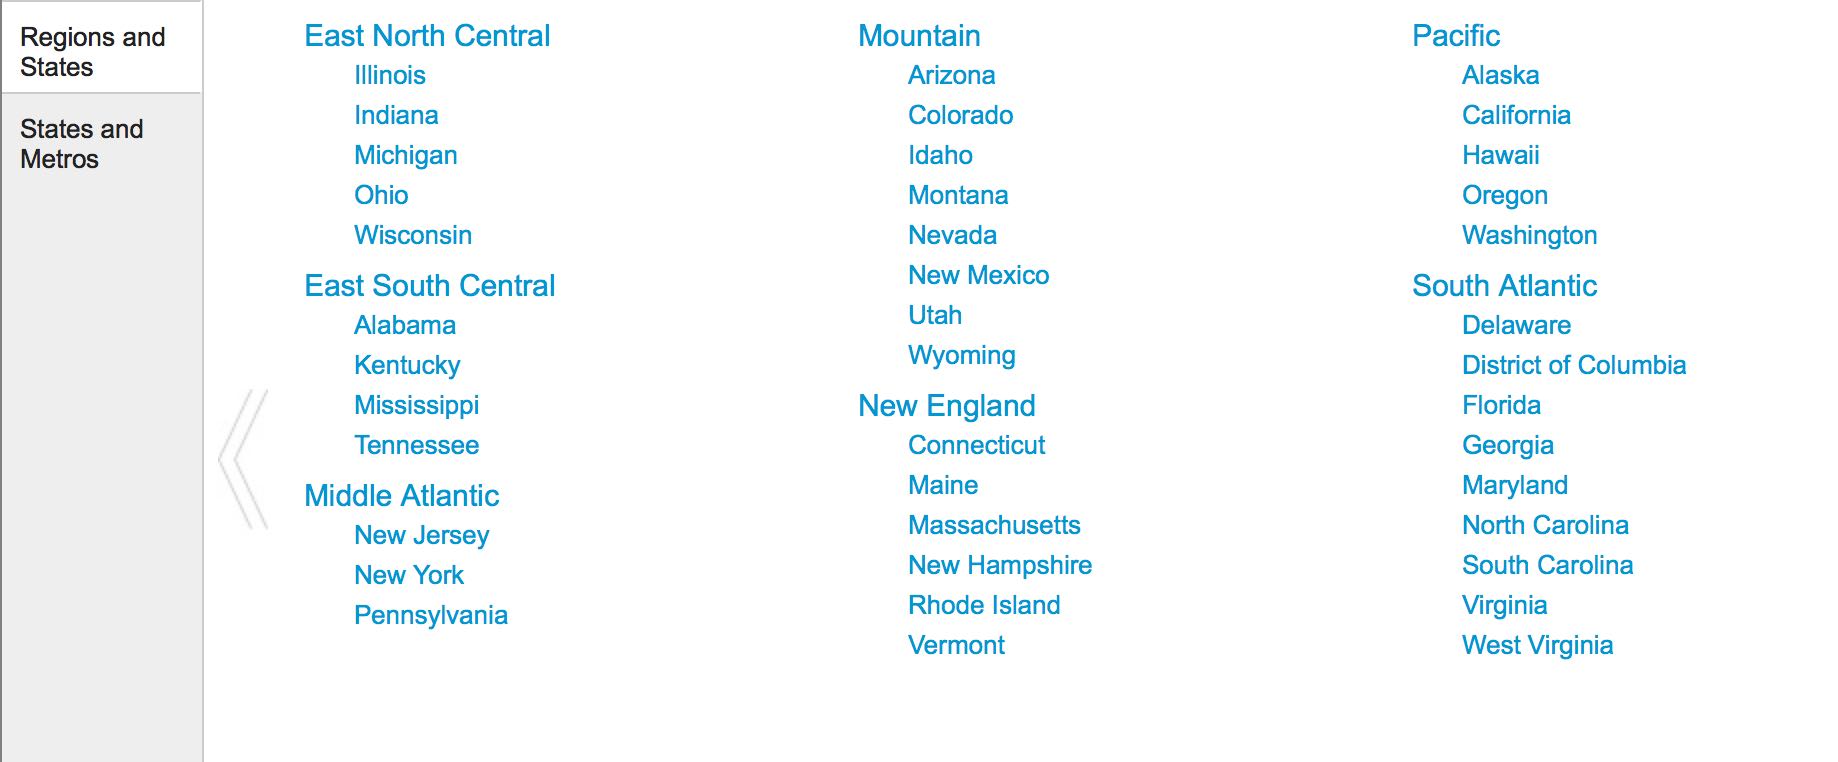 Regions and
States
States and
Metros
East North Central
Illinois
Indiana
Michigan
Ohio
Wisconsin
East South Central
Alabama
Kentucky
Mississippi
Tennessee
Middle Atlantic
New Jersey
New York
Pennsylvania
Mountain
Arizona
Colorado
Idaho
Montana
Nevada
New Mexico
Utah
Wyoming
New England
Connecticut
Maine
Massachusetts
New Hampshire
Rhode Island
Vermont
Pacific
Alaska
California
Hawaii
Oregon
Washington
South Atlantic
Delaware
District of Columbia
Florida
Georgia
Maryland
North Carolina
South Carolina
Virginia
West Virginia